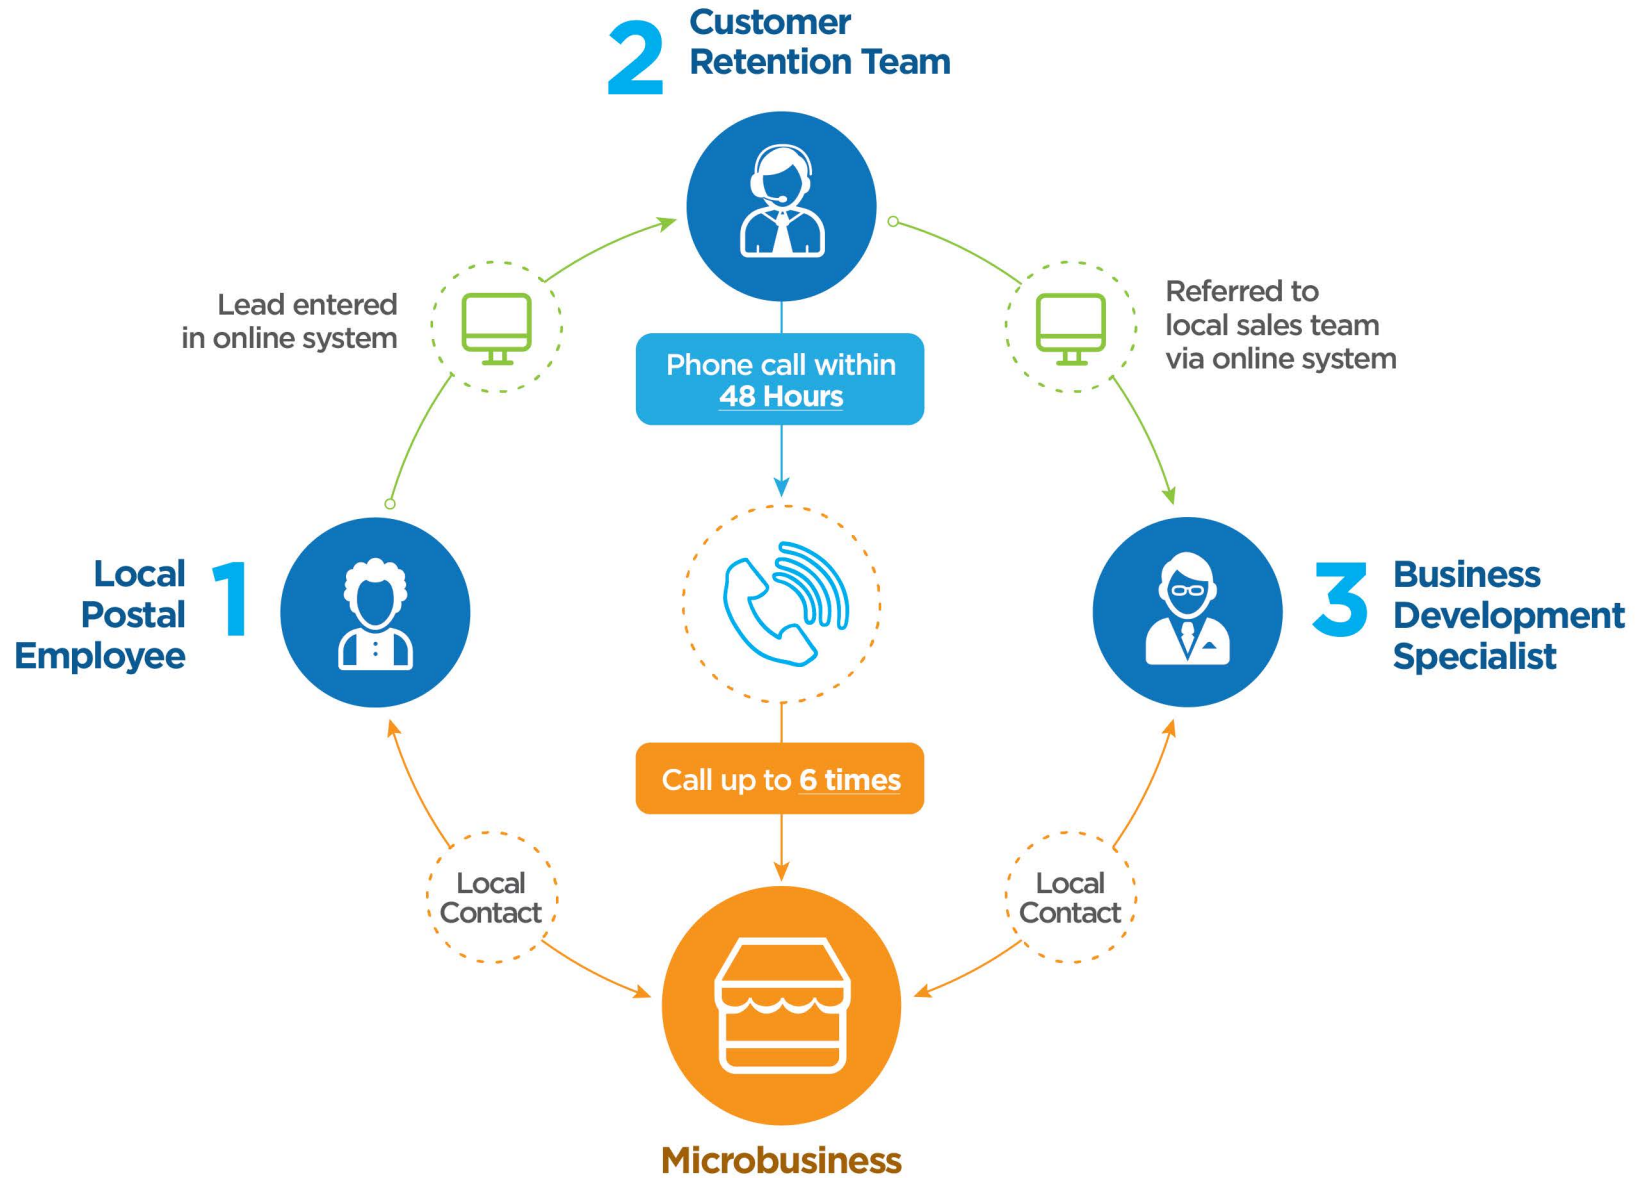 2
Customer
Retention Team
Lead entered
in online system
Referred to
local sales team
via online system
Phone call within
48 Hours
Local
Postal
Employee
1
3
Business
Development
Specialist
Call up to 6 times
Local
Contact
Local
Contact
Microbusiness